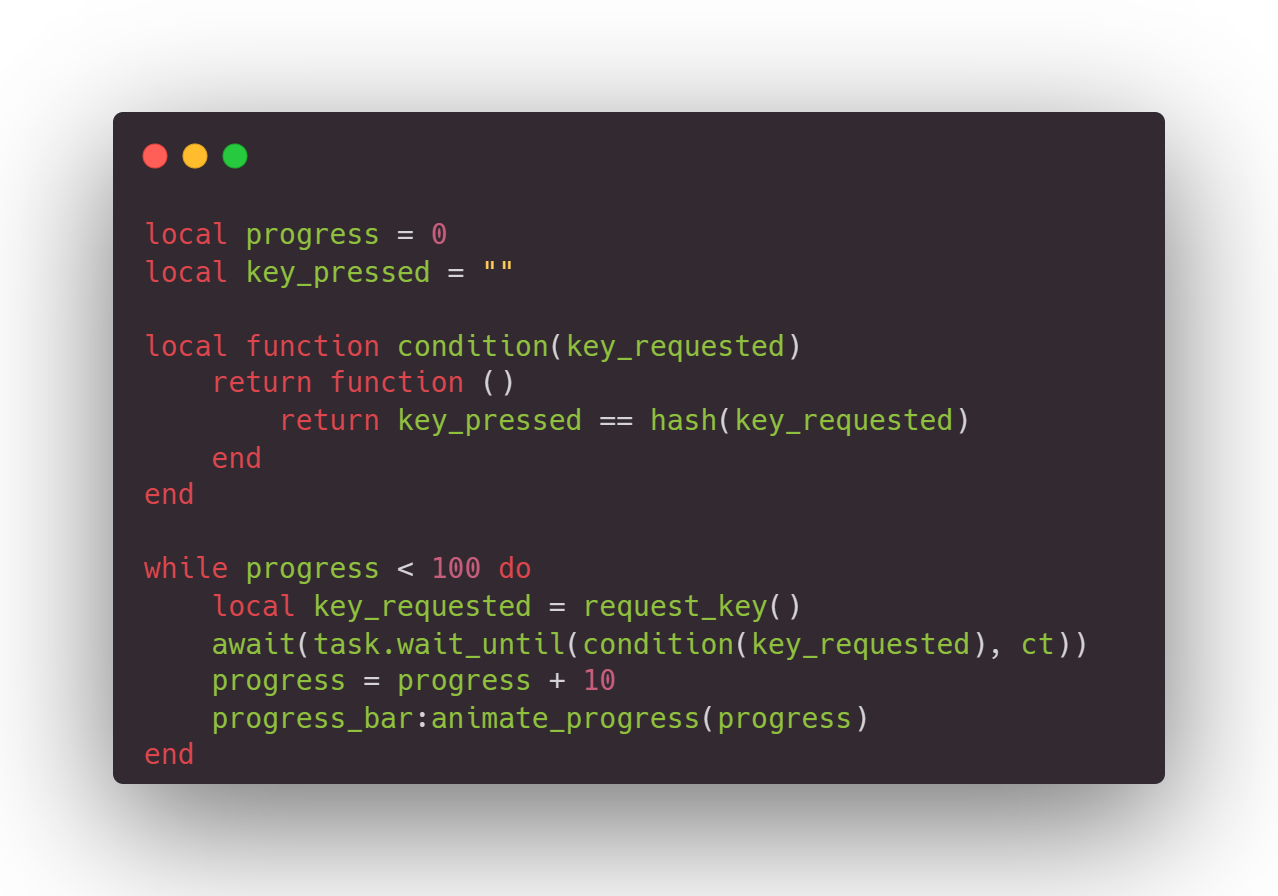 local progress = 0
local key_pressed = ""

local function condition(key_requested)
    return function ()
        return key_pressed == hash(key_requested)
    end
end

while progress < 100 do
    local key_requested = request_key()
    await(task.wait_until(condition(key_requested), ct))
    progress = progress + 10
    progress_bar:animate_progress(progress)
end